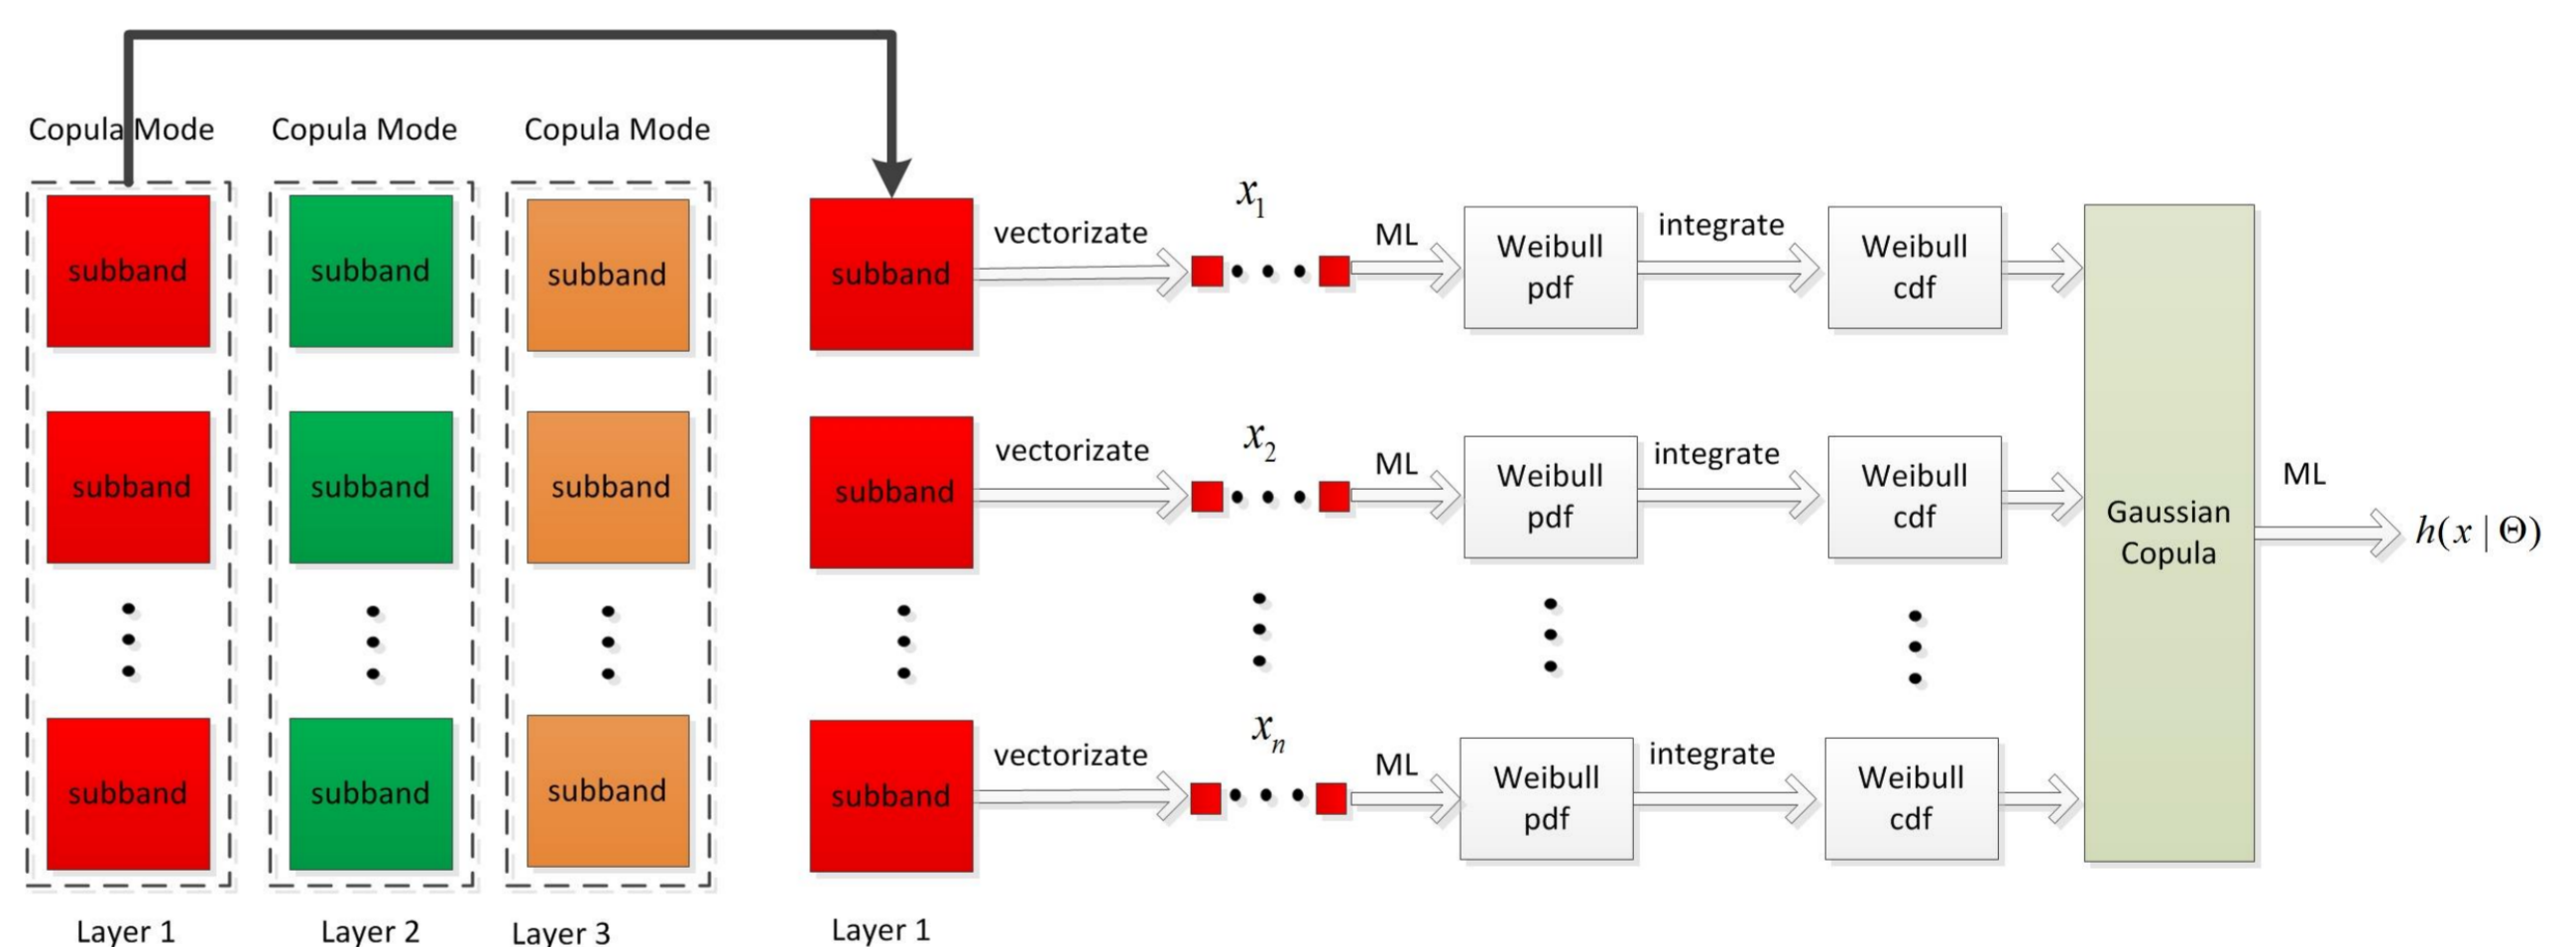 Copula Mode
Copula Mode
Copula Mode
subband
subband
subband
subband
vectorizate
x₁
ML
Weibull
pdf
integrate
Weibull
cdf
subband
subband
subband
subband
vectorizate
x₂
ML
Weibull
pdf
integrate
Weibull
cdf
Gaussian
Copula
ML
h(x | Θ)
subband
subband
subband
subband
vectorizate
xₙ
ML
Weibull
pdf
integrate
Weibull
cdf
Layer 1
Layer 2
Layer 3
Layer 1